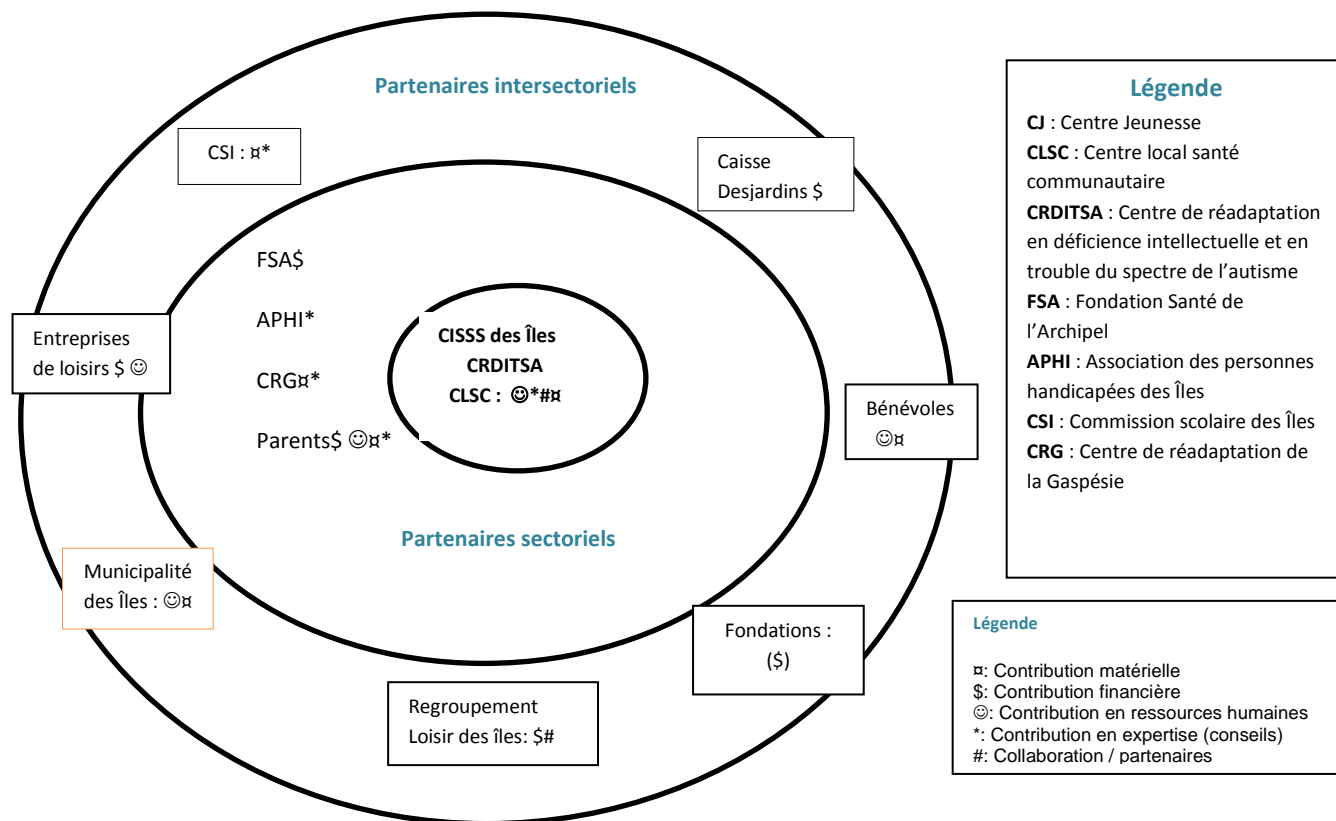 Partenaires intersectoriels
CSI : ¤*
Caisse
Desjardins $
FSA$
APHI*
CRG¤*
Parents$ ☺¤*
CISSS des Îles
CRDITSA
CLSC : ☺*#¤
Entreprises
de loisirs $ ☺
Bénévoles
☺¤
Partenaires sectoriels
Municipalité
des Îles : ☺¤
Fondations :
($)
Regroupement
Loisir des îles: $#
Légende
CJ : Centre Jeunesse
CLSC : Centre local santé
communautaire
CRDITSA : Centre de réadaptation
en déficience intellectuelle et en
trouble du spectre de l'autisme
FSA : Fondation Santé de
l'Archipel
APHI : Association des personnes
handicapées des Îles
CSI : Commission scolaire des Îles
CRG : Centre de réadaptation de
la Gaspésie
Légende
¤: Contribution matérielle
$: Contribution financière
☺: Contribution en ressources humaines
*: Contribution en expertise (conseils)
#: Collaboration / partenaires